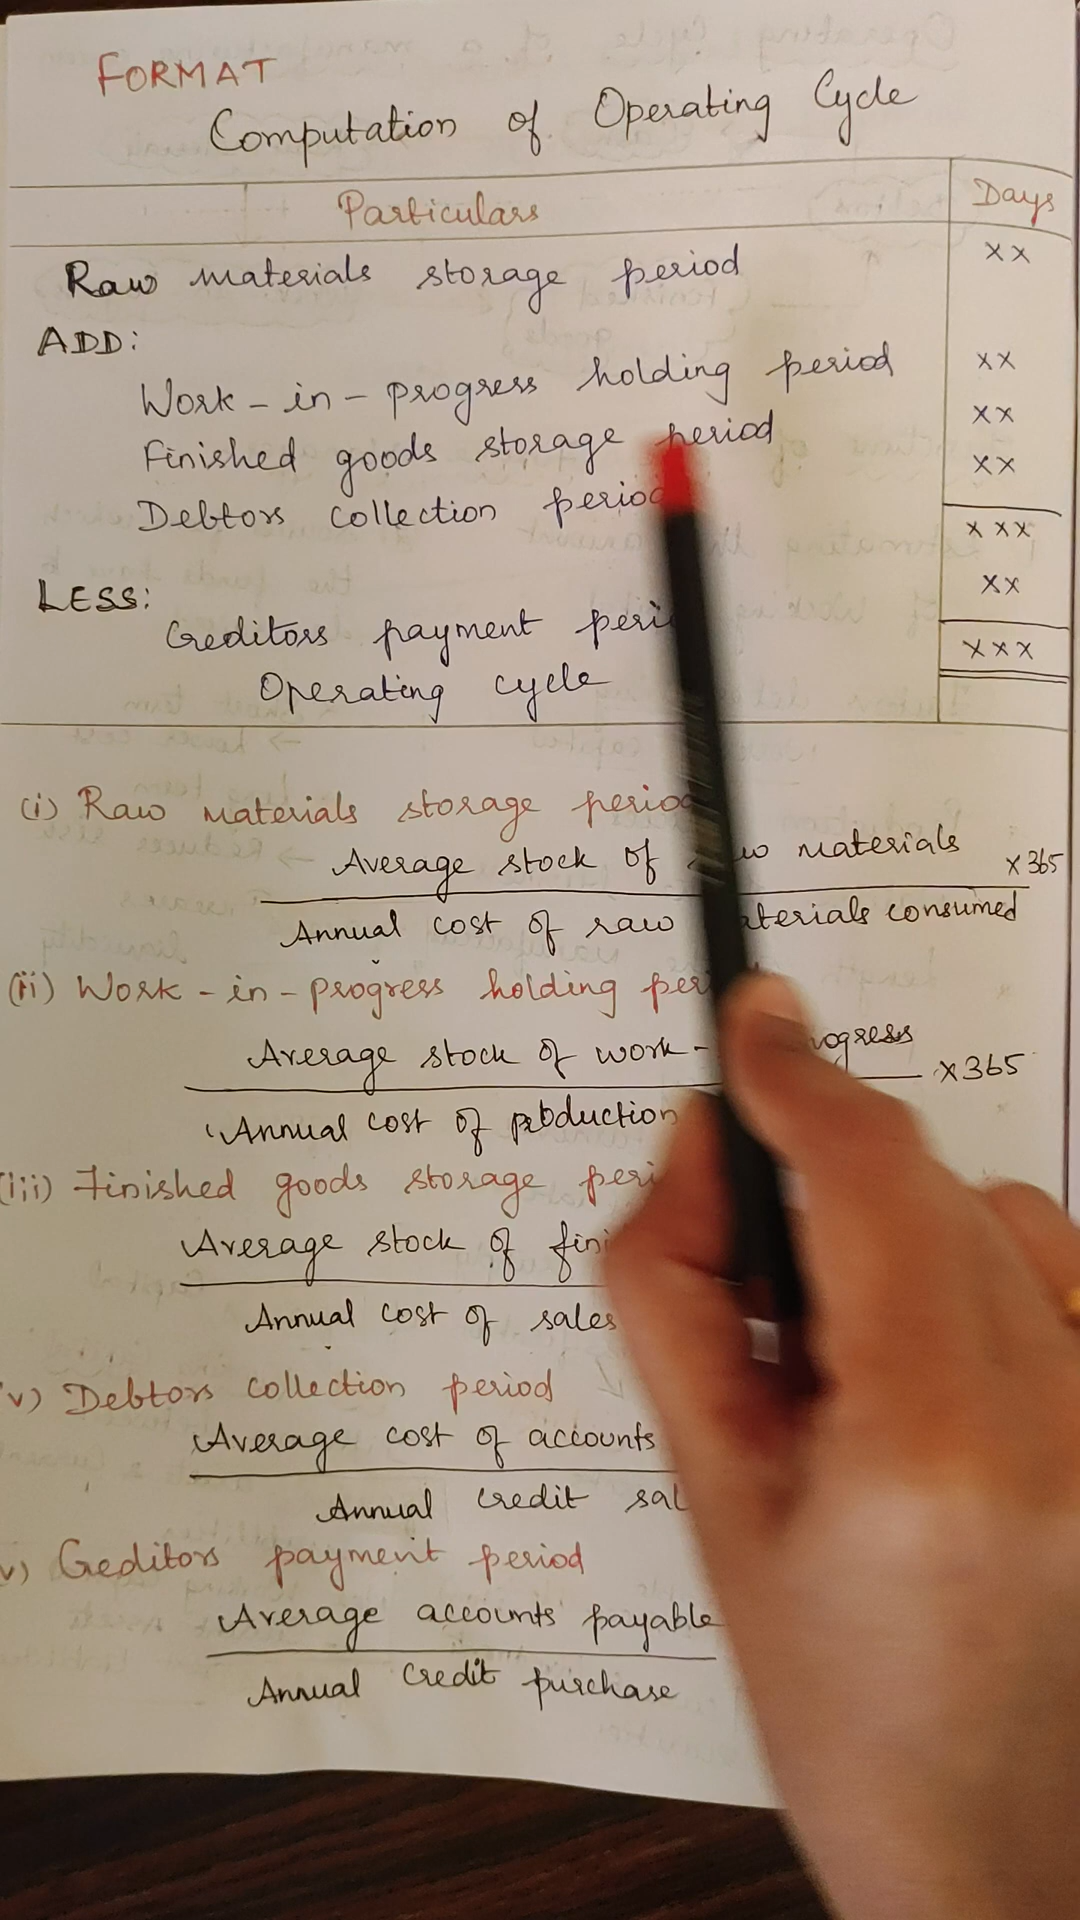 FORMAT
Computation of Operating Cycle
Particulars Days
Raw materials storage period xx
ADD:
Work-in-progress holding period xx
Finished goods storage period xx
Debtors collection period xx
xxx
LESS:
Creditors payment xx
Operating cycle xxx
(i) Raw materials storage period
Average stock of materials x 365
Annual cost of raw materials consumed
(ii) Work-in-progress holding
Average stock of work- x 365
Annual cost of production
(iii) Finished goods storage
Average stock of
Annual cost of sales
v) Debtors collection period
Average cost of accounts
Annual credit
v) Creditors payment period
Average accounts payable
Annual credit purchase